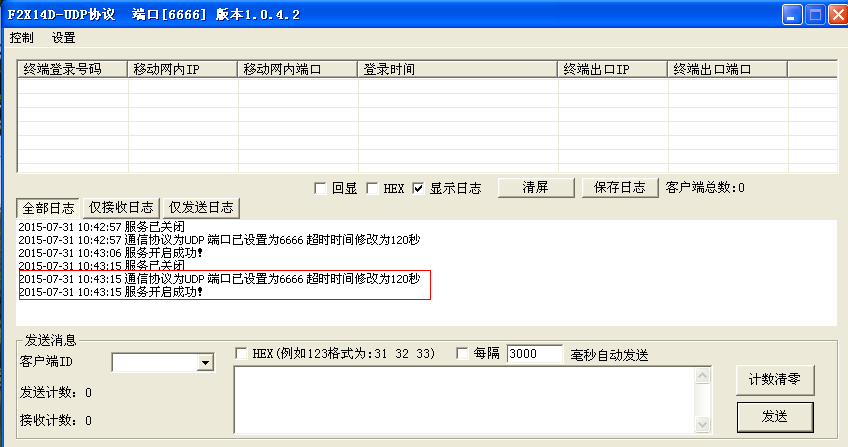 F2X14D-UDP协议 端口[6666] 版本1.0.4.2
控制 设置
终端登录号码 移动网内IP 移动网内端口 登录时间 终端出口IP 终端出口端口
回显 HEX 显示日志 清屏 保存日志 客户端总数:0
全部日志 仅接收日志 仅发送日志
2015-07-31 10:42:57 服务已关闭
2015-07-31 10:42:57 通信协议为UDP 端口已设置为6666 超时时间修改为120秒
2015-07-31 10:43:06 服务开启成功!
2015-07-31 10:43:15 服务已关闭
2015-07-31 10:43:15 通信协议为UDP 端口已设置为6666 超时时间修改为120秒
2015-07-31 10:43:15 服务开启成功!
发送消息
客户端ID HEX(例如123格式为:31 32 33) 每隔 3000 毫秒自动发送
发送计数: 0 计数清零
接收计数: 0 发送